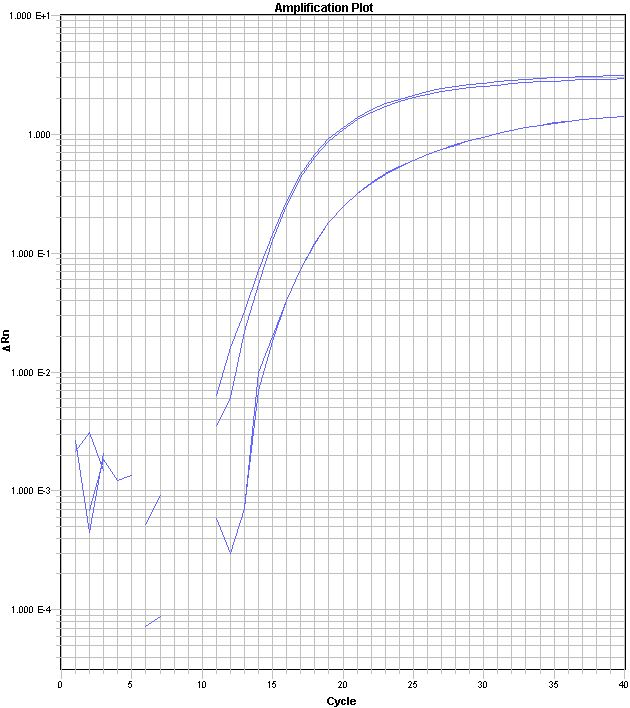 Amplification Plot
1.000 E+1
1.000
1.000 E-1
1.000 E-2
1.000 E-3
1.000 E-4
Δ Rn
0 5 10 15 20 25 30 35 40
Cycle